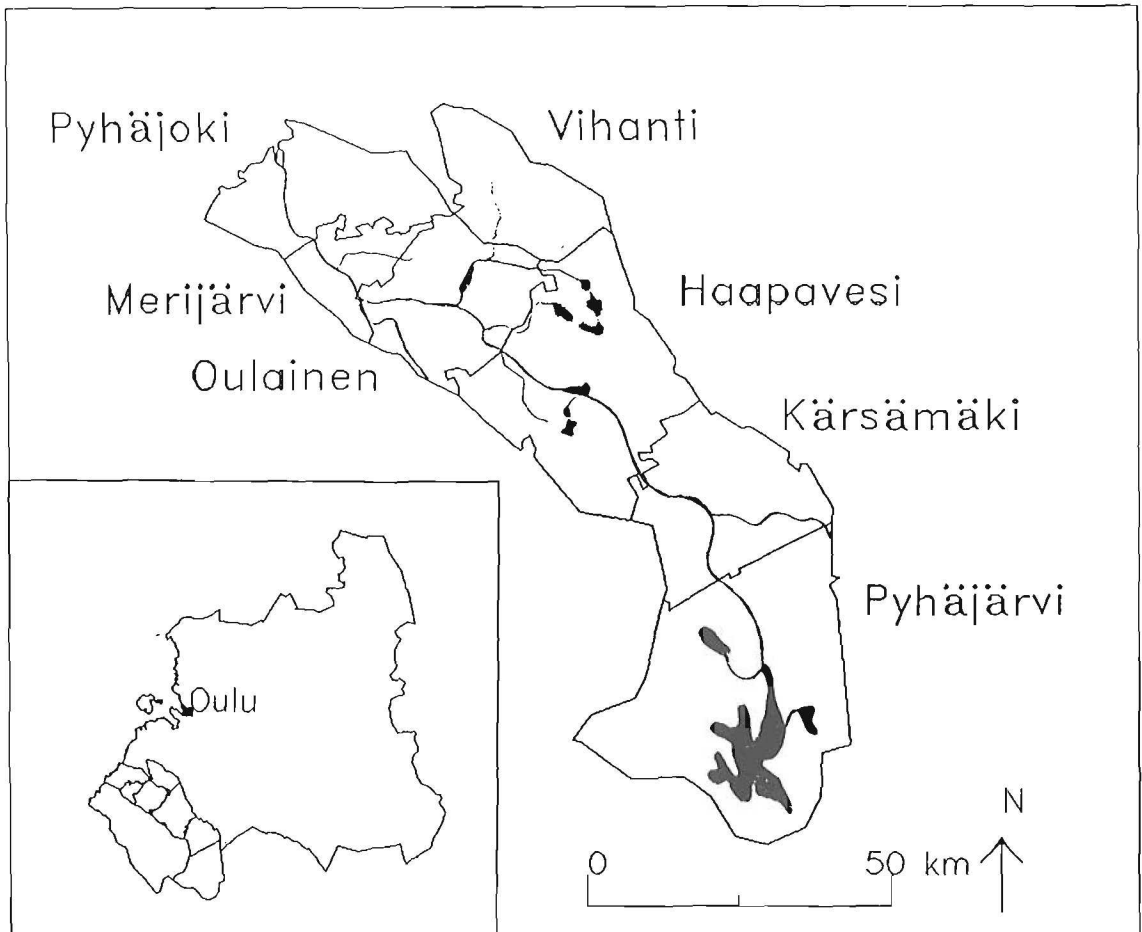 Pyhäjoki
Vihanti
Merijärvi
Haapavesi
Oulainen
Kärsämäki
Pyhäjärvi
Oulu
N
0 50 km